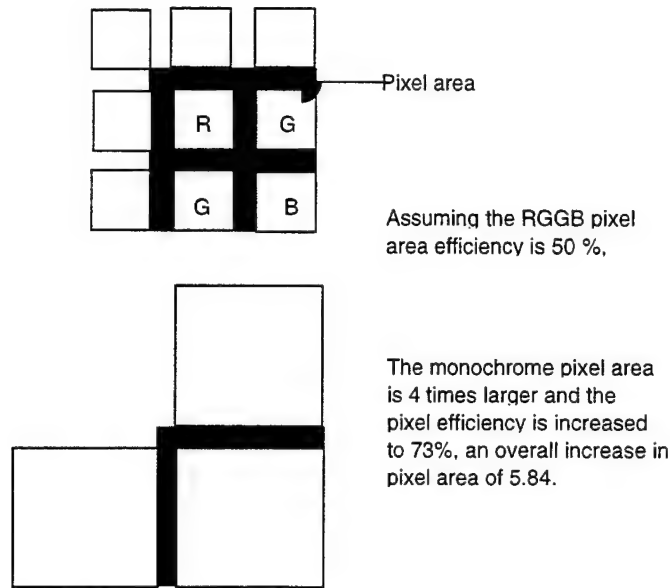 Pixel area
R G
G B
Assuming the RGGB pixel
area efficiency is 50 %,
The monochrome pixel area
is 4 times larger and the
pixel efficiency is increased
to 73%, an overall increase in
pixel area of 5.84.